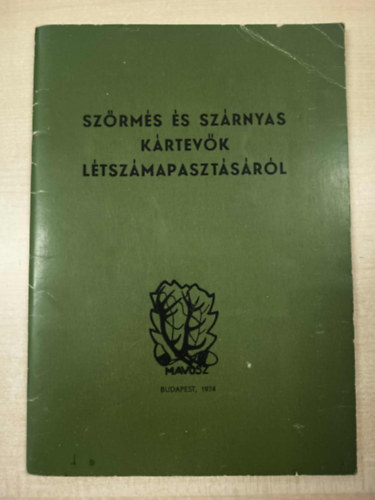 SZŐRMÉS ÉS SZÁRNYAS
KÁRTEVŐK
LÉTSZÁMAPASZTÁSÁRÓL
MAVOSZ
BUDAPEST, 1974